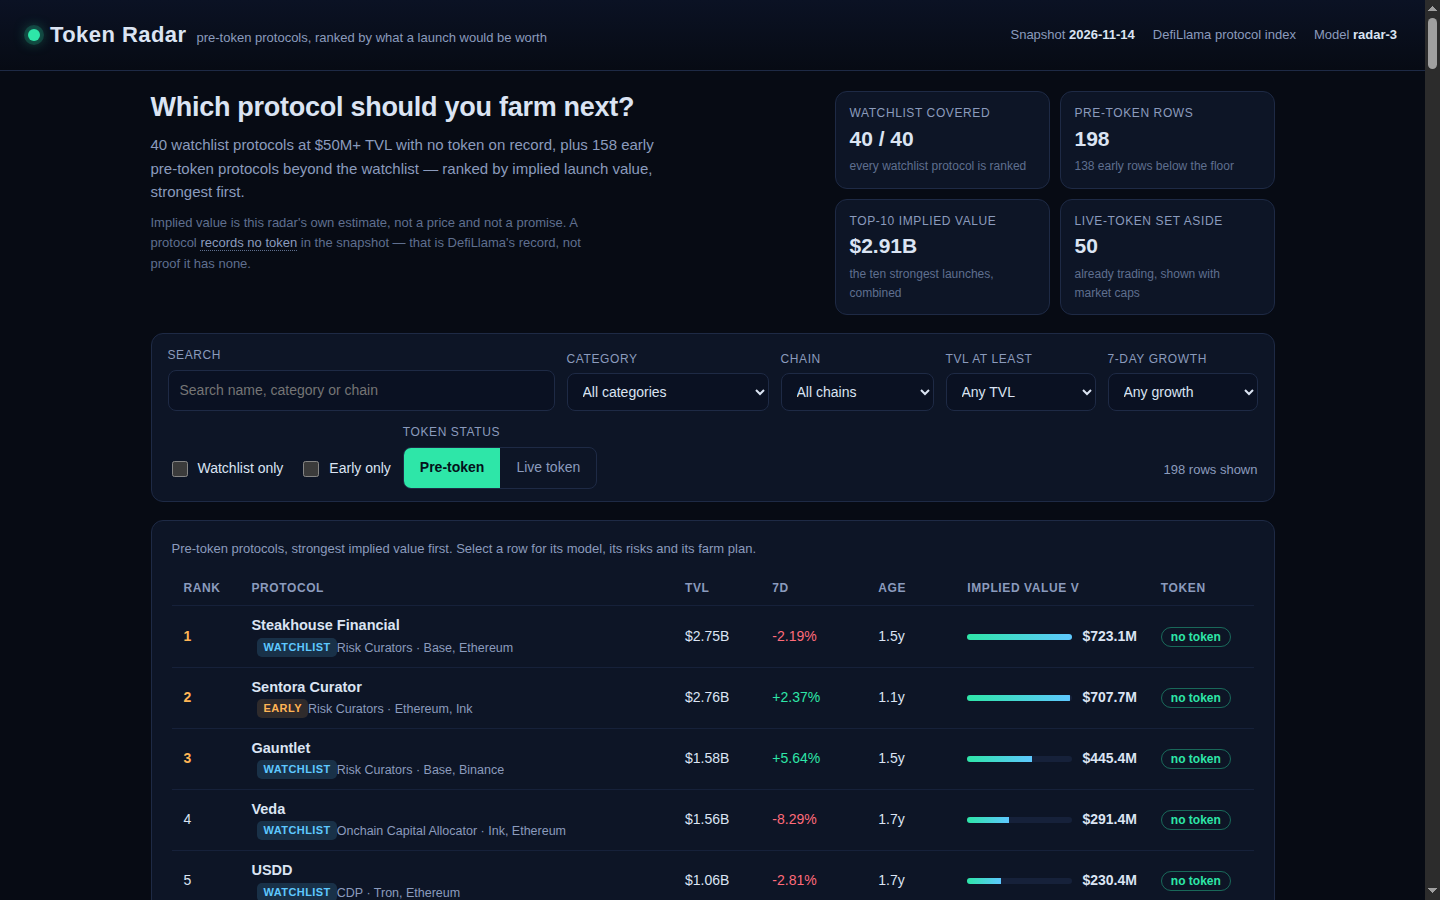 Token Radar pre-token protocols, ranked by what a launch would be worth
Snapshot 2026-11-14 DefiLlama protocol index Model radar-3
Which protocol should you farm next?
40 watchlist protocols at $50M+ TVL with no token on record, plus 158 early
pre-token protocols beyond the watchlist — ranked by implied launch value,
strongest first.
Implied value is this radar's own estimate, not a price and not a promise. A
protocol records no token in the snapshot — that is DefiLlama's record, not
proof it has none.
WATCHLIST COVERED
40 / 40
every watchlist protocol is ranked
PRE-TOKEN ROWS
198
138 early rows below the floor
TOP-10 IMPLIED VALUE
$2.91B
the ten strongest launches,
combined
LIVE-TOKEN SET ASIDE
50
already trading, shown with
market caps
SEARCH
Search name, category or chain
CATEGORY
All categories
CHAIN
All chains
TVL AT LEAST
Any TVL
7-DAY GROWTH
Any growth
Watchlist only
Early only
TOKEN STATUS
Pre-token Live token
198 rows shown
Pre-token protocols, strongest implied value first. Select a row for its model, its risks and its farm plan.
RANK PROTOCOL TVL 7D AGE IMPLIED VALUE V TOKEN
1 Steakhouse Financial $2.75B -2.19% 1.5y $723.1M no token
WATCHLIST Risk Curators · Base, Ethereum
2 Sentora Curator $2.76B +2.37% 1.1y $707.7M no token
EARLY Risk Curators · Ethereum, Ink
3 Gauntlet $1.58B +5.64% 1.5y $445.4M no token
WATCHLIST Risk Curators · Base, Binance
4 Veda $1.56B -8.29% 1.7y $291.4M no token
WATCHLIST Onchain Capital Allocator · Ink, Ethereum
5 USDD $1.06B -2.81% 1.7y $230.4M no token
WATCHLIST CDP · Tron, Ethereum